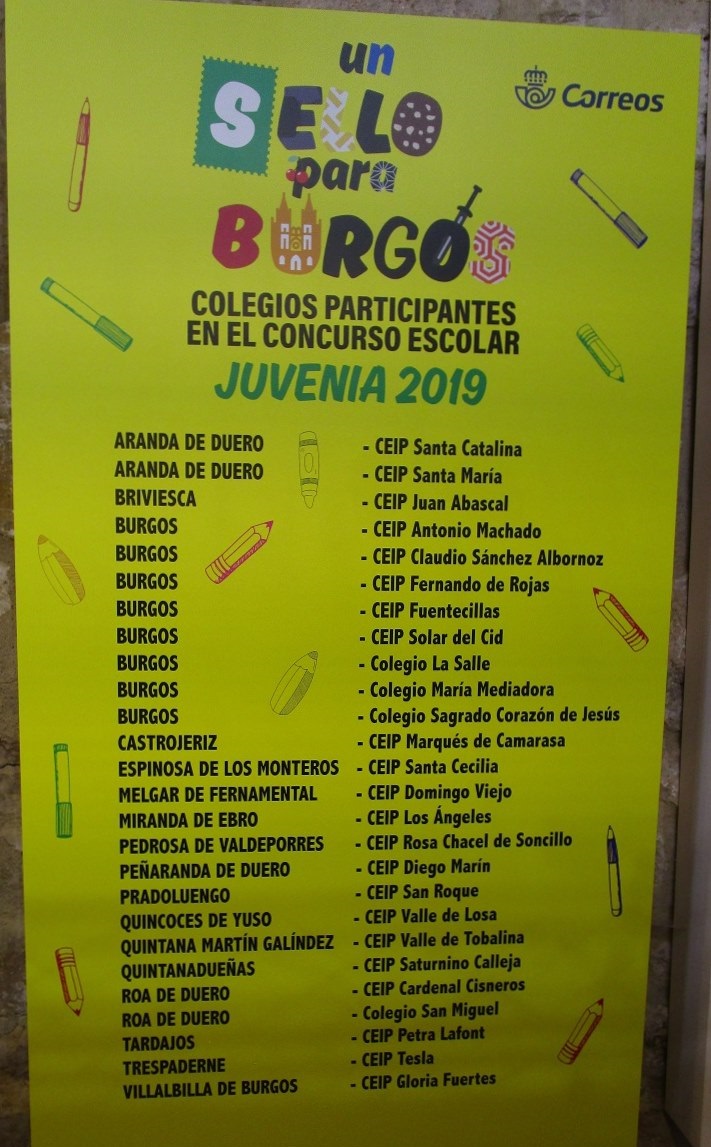 un
SELLO
para
BURGOS
Correos
COLEGIOS PARTICIPANTES
EN EL CONCURSO ESCOLAR
JUVENIA 2019
ARANDA DE DUERO - CEIP Santa Catalina
ARANDA DE DUERO - CEIP Santa María
BRIVIESCA - CEIP Juan Abascal
BURGOS - CEIP Antonio Machado
BURGOS - CEIP Claudio Sánchez Albornoz
BURGOS - CEIP Fernando de Rojas
BURGOS - CEIP Fuentecillas
BURGOS - CEIP Solar del Cid
BURGOS - Colegio La Salle
BURGOS - Colegio María Mediadora
BURGOS - Colegio Sagrado Corazón de Jesús
CASTROJERIZ - CEIP Marqués de Camarasa
ESPINOSA DE LOS MONTEROS - CEIP Santa Cecilia
MELGAR DE FERNAMENTAL - CEIP Domingo Viejo
MIRANDA DE EBRO - CEIP Los Ángeles
PEDROSA DE VALDEPORRES - CEIP Rosa Chacel de Soncillo
PEÑARANDA DE DUERO - CEIP Diego Marín
PRADOLUENGO - CEIP San Roque
QUINCOCES DE YUSO - CEIP Valle de Losa
QUINTANA MARTÍN GALÍNDEZ - CEIP Valle de Tobalina
QUINTANADUEÑAS - CEIP Saturnino Calleja
ROA DE DUERO - CEIP Cardenal Cisneros
ROA DE DUERO - Colegio San Miguel
TARDAJOS - CEIP Petra Lafont
TRESPADERNE - CEIP Tesla
VILLALBILLA DE BURGOS - CEIP Gloria Fuertes